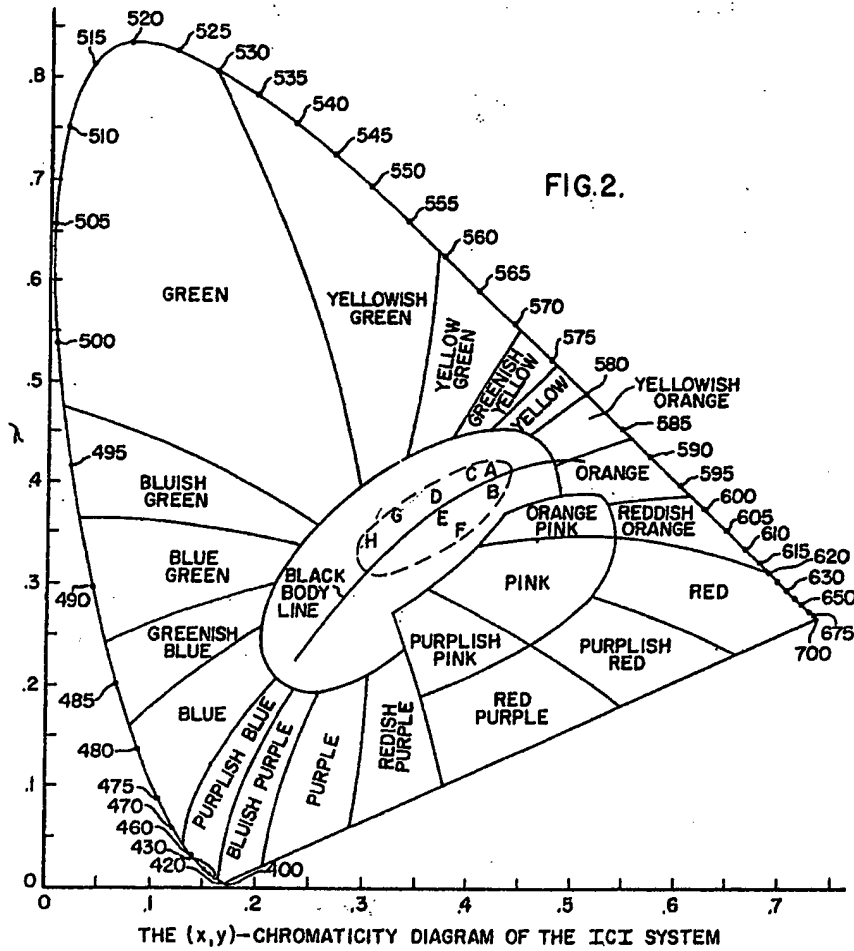 515
520
525
530
.8
535
540
510
545
.7
550
FIG.2.
505
555
560
.6
GREEN
YELLOWISH
GREEN
565
570
500
YELLOW
GREEN
575
GREENISH
YELLOW
580
.5
YELLOW
YELLOWISH
ORANGE
585
y
495
590
.4
BLUISH
GREEN
C A
ORANGE
595
D B
600
G E
ORANGE
PINK
REDDISH
ORANGE
605
H F
610
BLUE
GREEN
615
620
.3
BLACK
BODY
LINE
PINK
RED
630
490
650
GREENISH
BLUE
PURPLISH
PINK
PURPLISH
RED
675
700
.2
485
BLUE
RED
PURPLE
480
PURPLISH BLUE
BLUISH PURPLE
PURPLE
REDISH
PURPLE
.1
475
470
460
430
420
400
0
0 .1 .2 .3 .4 .5 .6 .7
THE (x,y)-CHROMATICITY DIAGRAM OF THE ICI SYSTEM